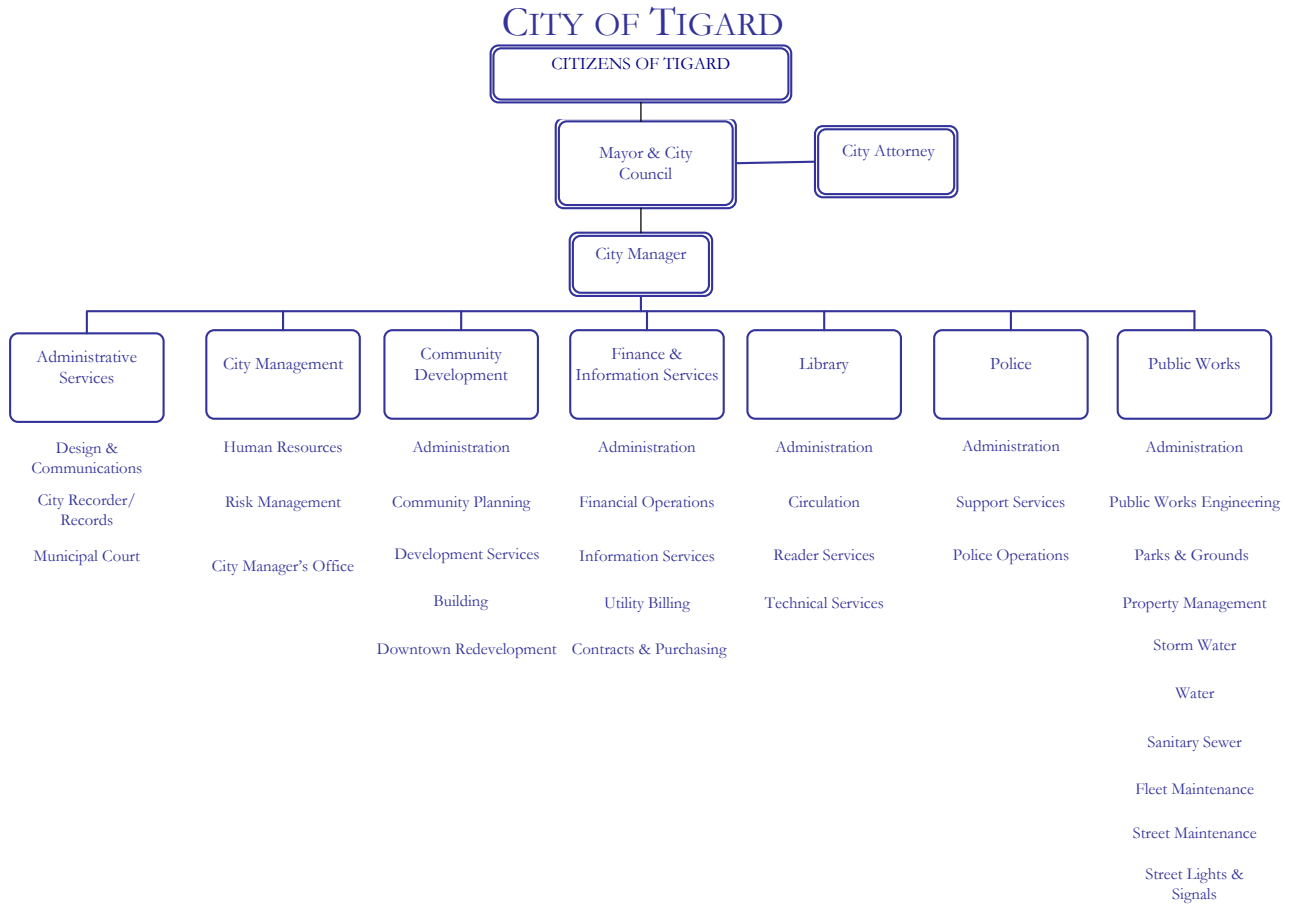 CITY OF TIGARD
CITIZENS OF TIGARD
Mayor & City
Council
City Attorney
City Manager
Administrative
Services
City Management
Community
Development
Finance &
Information Services
Library
Police
Public Works
Design &
Communications
City Recorder/
Records
Municipal Court
Human Resources
Risk Management
City Manager’s Office
Administration
Community Planning
Development Services
Building
Downtown Redevelopment
Administration
Financial Operations
Information Services
Utility Billing
Contracts & Purchasing
Administration
Circulation
Reader Services
Technical Services
Administration
Support Services
Police Operations
Administration
Public Works Engineering
Parks & Grounds
Property Management
Storm Water
Water
Sanitary Sewer
Fleet Maintenance
Street Maintenance
Street Lights &
Signals